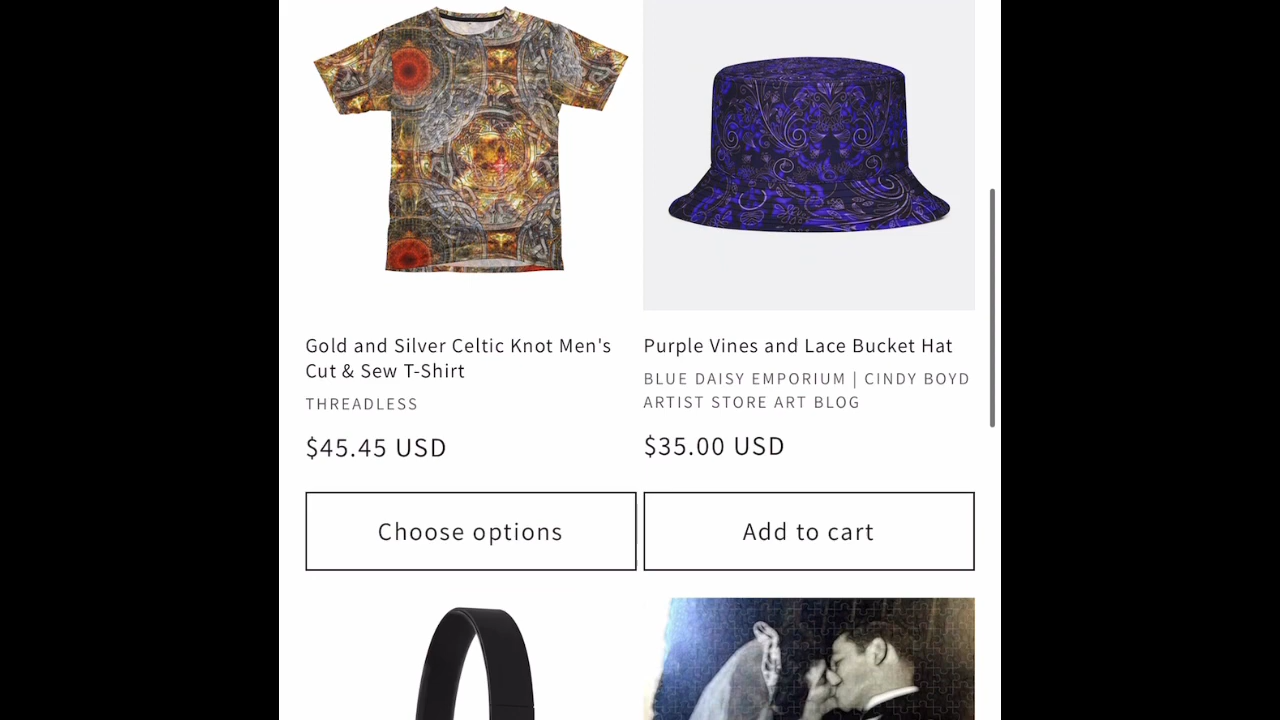 Gold and Silver Celtic Knot Men's
Cut & Sew T-Shirt
THREADLESS
$45.45 USD
Choose options
Purple Vines and Lace Bucket Hat
BLUE DAISY EMPORIUM | CINDY BOYD
ARTIST STORE ART BLOG
$35.00 USD
Add to cart